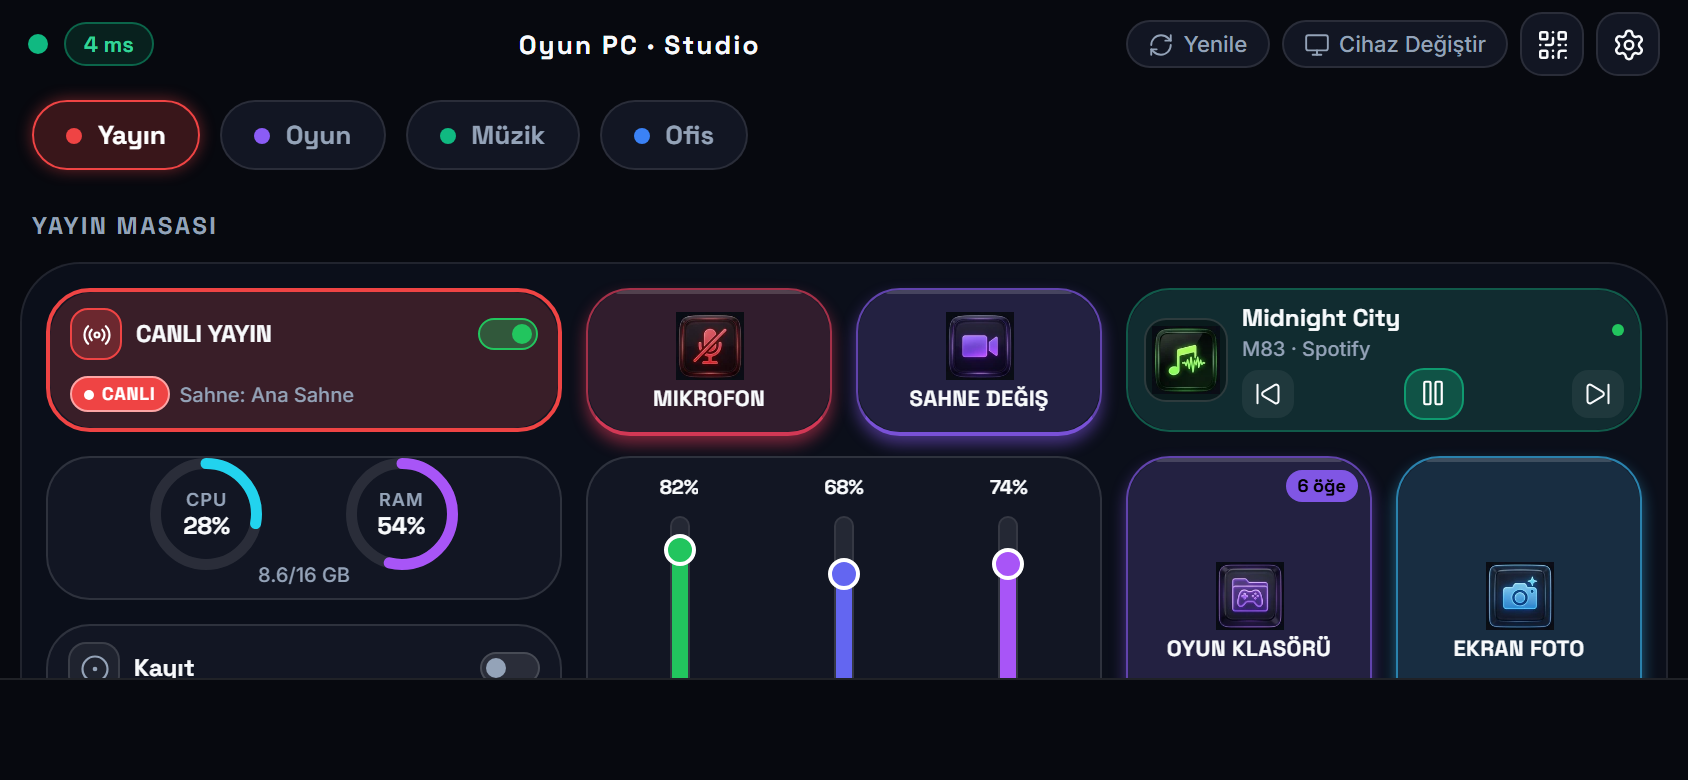 4 ms
Oyun PC · Studio
Yenile
Cihaz Değiştir
Yayın
Oyun
Müzik
Ofis
YAYIN MASASI
CANLI YAYIN
CANLI
Sahne: Ana Sahne
MIKROFON
SAHNE DEĞIŞ
Midnight City
M83 · Spotify
CPU
28%
RAM
54%
8.6/16 GB
82%
68%
74%
6 öğe
OYUN KLASÖRÜ
EKRAN FOTO
Kayıt